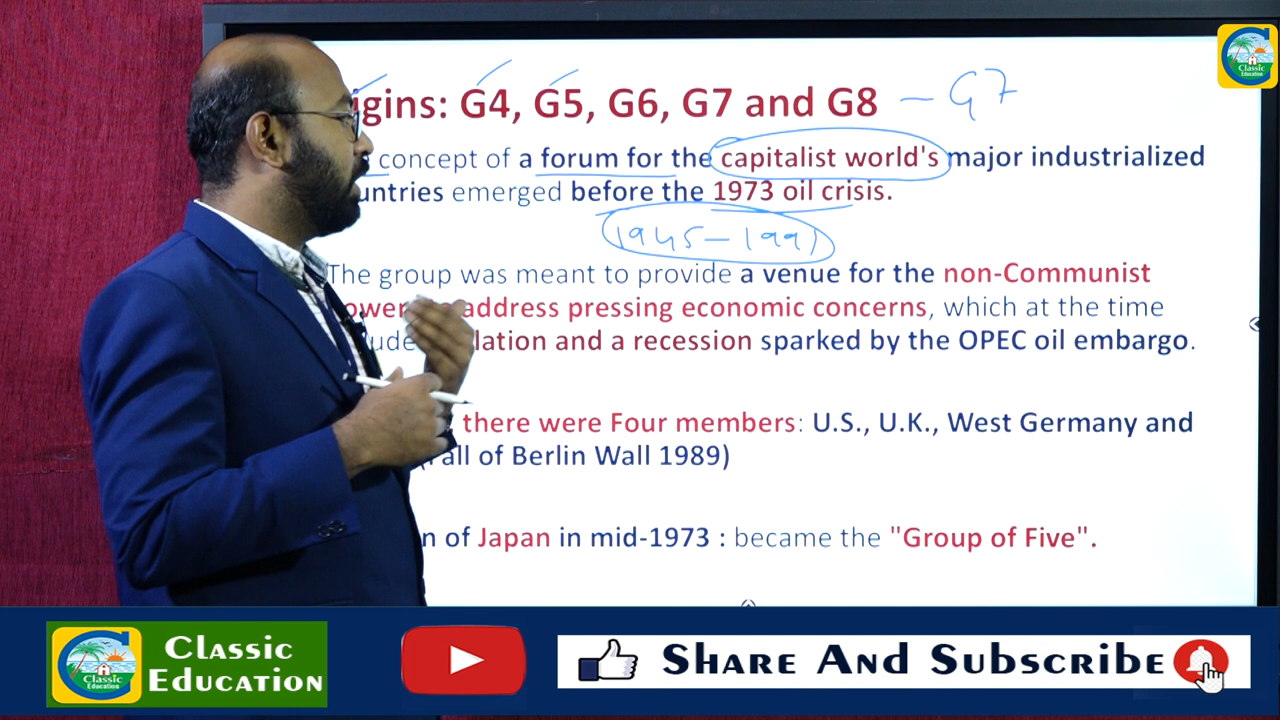 igins: G4, G5, G6, G7 and G8 – G7
concept of a forum for the capitalist world's major industrialized
untries emerged before the 1973 oil crisis.
1945–1991
The group was meant to provide a venue for the non-Communist
address pressing economic concerns, which at the time
lation and a recession sparked by the OPEC oil embargo.
there were Four members: U.S., U.K., West Germany and
Fall of Berlin Wall 1989)
n of Japan in mid-1973 : became the "Group of Five".
Classic
Education
Classic
Education
Classic
Education
Share And Subscribe